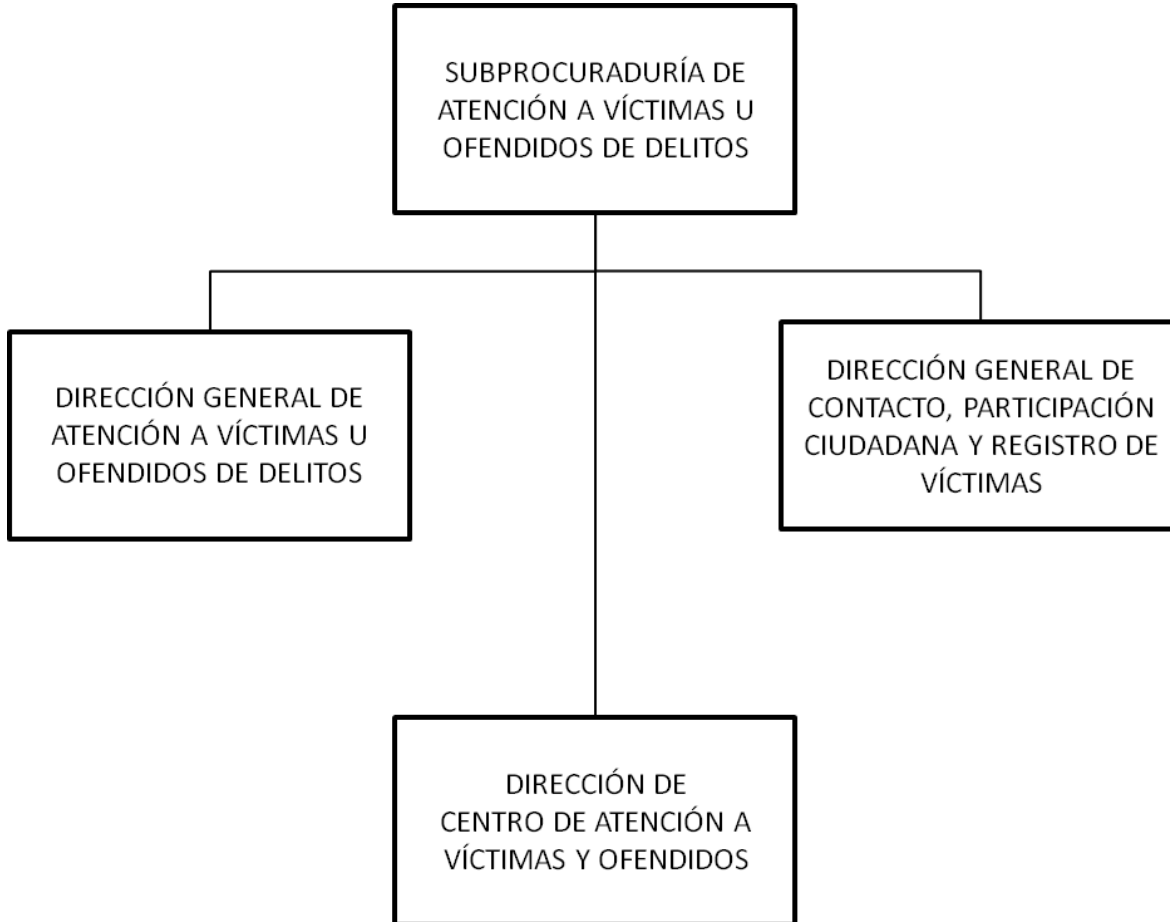 SUBPROCURADURÍA DE
ATENCIÓN A VÍCTIMAS U
OFENDIDOS DE DELITOS
DIRECCIÓN GENERAL DE
ATENCIÓN A VÍCTIMAS U
OFENDIDOS DE DELITOS
DIRECCIÓN GENERAL DE
CONTACTO, PARTICIPACIÓN
CIUDADANA Y REGISTRO DE
VÍCTIMAS
DIRECCIÓN DE
CENTRO DE ATENCIÓN A
VÍCTIMAS Y OFENDIDOS